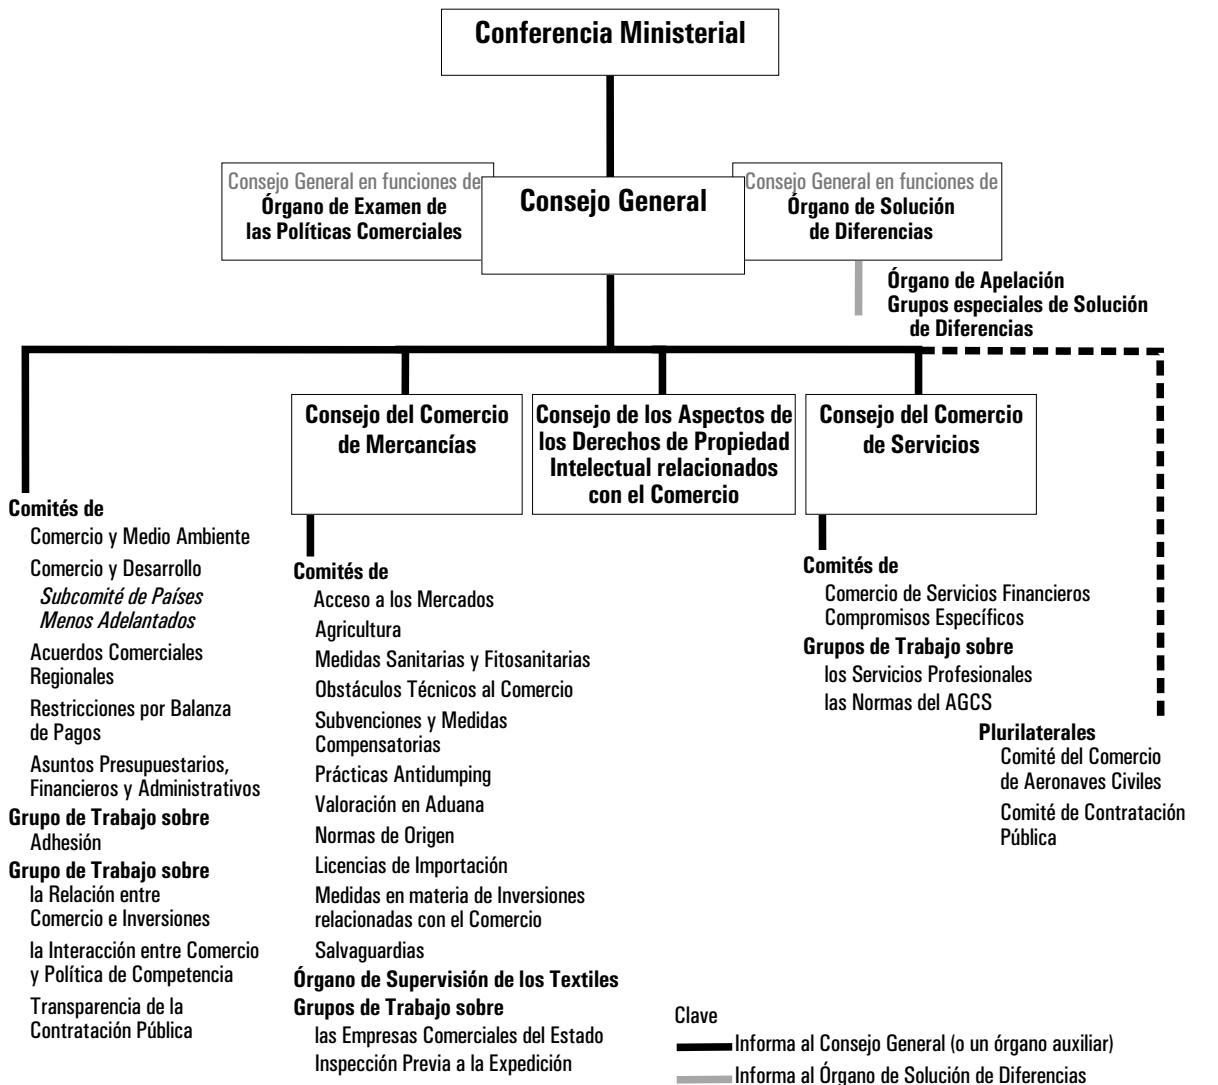 Conferencia Ministerial
Consejo General en funciones de
Órgano de Examen de
las Políticas Comerciales
Consejo General
Consejo General en funciones de
Órgano de Solución
de Diferencias
Órgano de Apelación
Grupos especiales de Solución
de Diferencias
Consejo del Comercio
de Mercancías
Consejo de los Aspectos de
los Derechos de Propiedad
Intelectual relacionados
con el Comercio
Consejo del Comercio
de Servicios
Comités de
Comercio y Medio Ambiente
Comercio y Desarrollo
Subcomité de Países
Menos Adelantados
Acuerdos Comerciales
Regionales
Restricciones por Balanza
de Pagos
Asuntos Presupuestarios,
Financieros y Administrativos
Grupo de Trabajo sobre
Adhesión
Grupo de Trabajo sobre
la Relación entre
Comercio e Inversiones
la Interacción entre Comercio
y Política de Competencia
Transparencia de la
Contratación Pública
Comités de
Acceso a los Mercados
Agricultura
Medidas Sanitarias y Fitosanitarias
Obstáculos Técnicos al Comercio
Subvenciones y Medidas
Compensatorias
Prácticas Antidumping
Valoración en Aduana
Normas de Origen
Licencias de Importación
Medidas en materia de Inversiones
relacionadas con el Comercio
Salvaguardias
Órgano de Supervisión de los Textiles
Grupos de Trabajo sobre
las Empresas Comerciales del Estado
Inspección Previa a la Expedición
Comités de
Comercio de Servicios Financieros
Compromisos Específicos
Grupos de Trabajo sobre
los Servicios Profesionales
las Normas del AGCS
Plurilaterales
Comité del Comercio
de Aeronaves Civiles
Comité de Contratación
Pública
Clave
Informa al Consejo General (o un órgano auxiliar)
Informa al Órgano de Solución de Diferencias